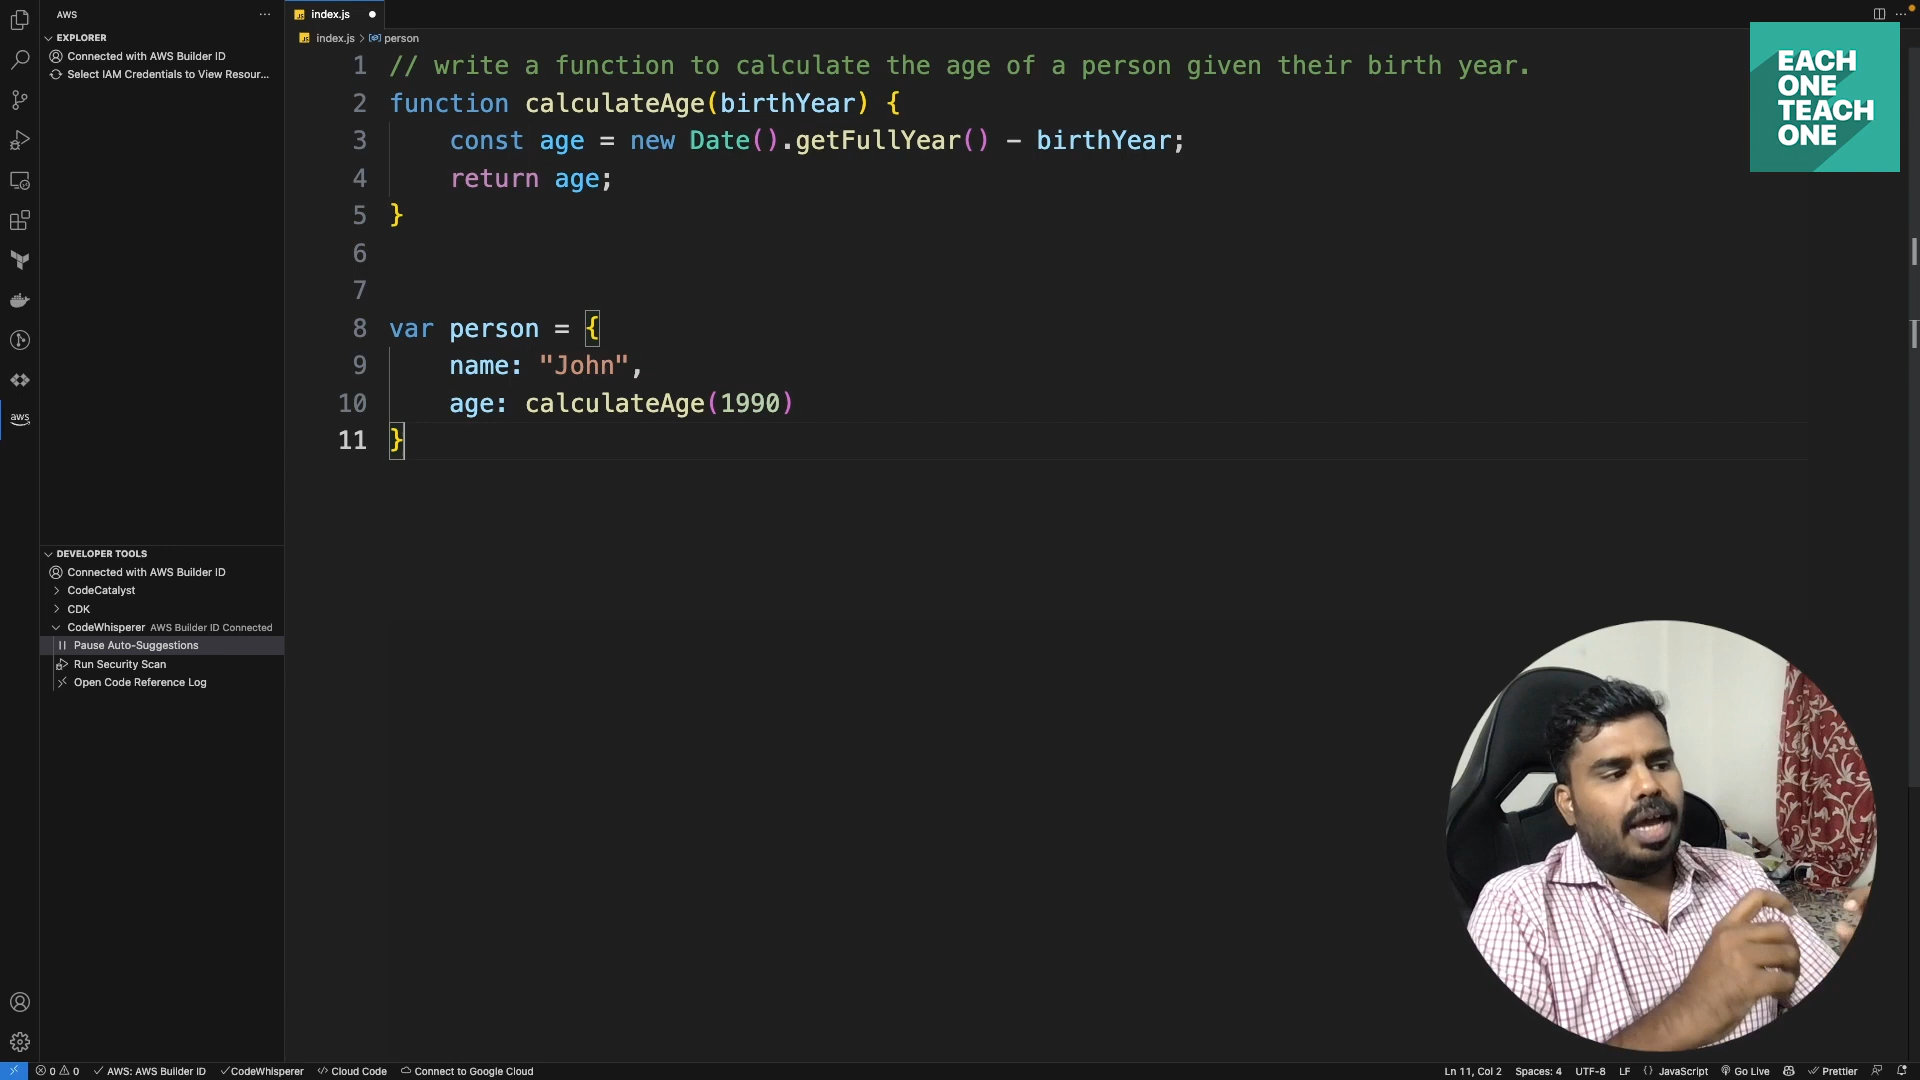 AWS
EXPLORER
Connected with AWS Builder ID
Select IAM Credentials to View Resour...
index.js
index.js > person
1 // write a function to calculate the age of a person given their birth year.
2 function calculateAge(birthYear) {
3 const age = new Date().getFullYear() - birthYear;
4 return age;
5 }
6
7
8 var person = {
9 name: "John",
10 age: calculateAge(1990)
11 }
EACH
ONE
TEACH
ONE
DEVELOPER TOOLS
Connected with AWS Builder ID
CodeCatalyst
CDK
CodeWhisperer AWS Builder ID Connected
Pause Auto-Suggestions
Run Security Scan
Open Code Reference Log
aws
0 0 AWS: AWS Builder ID CodeWhisperer Cloud Code Connect to Google Cloud Ln 11, Col 2 Spaces: 4 UTF-8 LF { } JavaScript Go Live Prettier